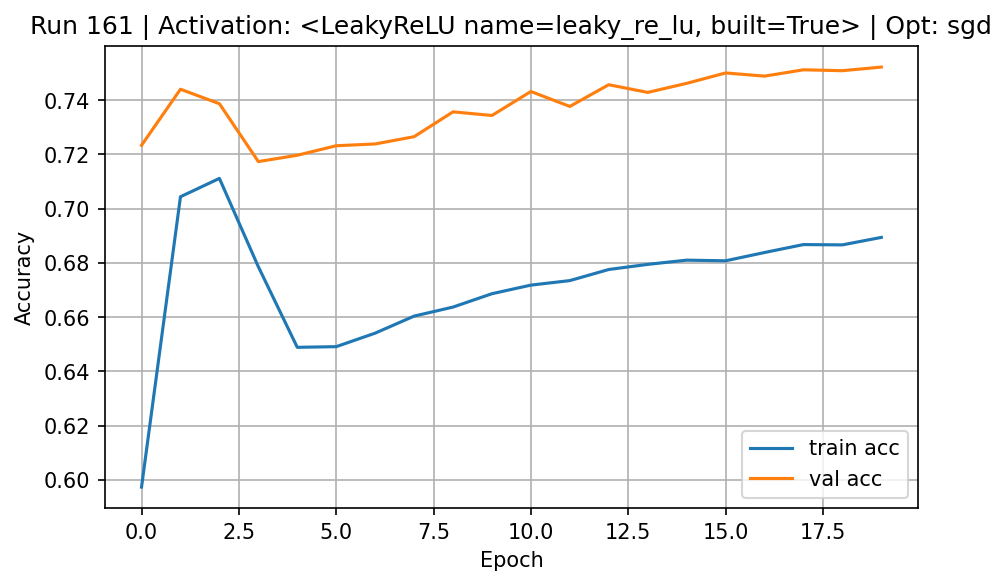 Run 161 | Activation: <LeakyReLU name=leaky_re_lu, built=True> | Opt: sgd
Accuracy
0.74
0.72
0.70
0.68
0.66
0.64
0.62
0.60
train acc
val acc
0.0 2.5 5.0 7.5 10.0 12.5 15.0 17.5
Epoch